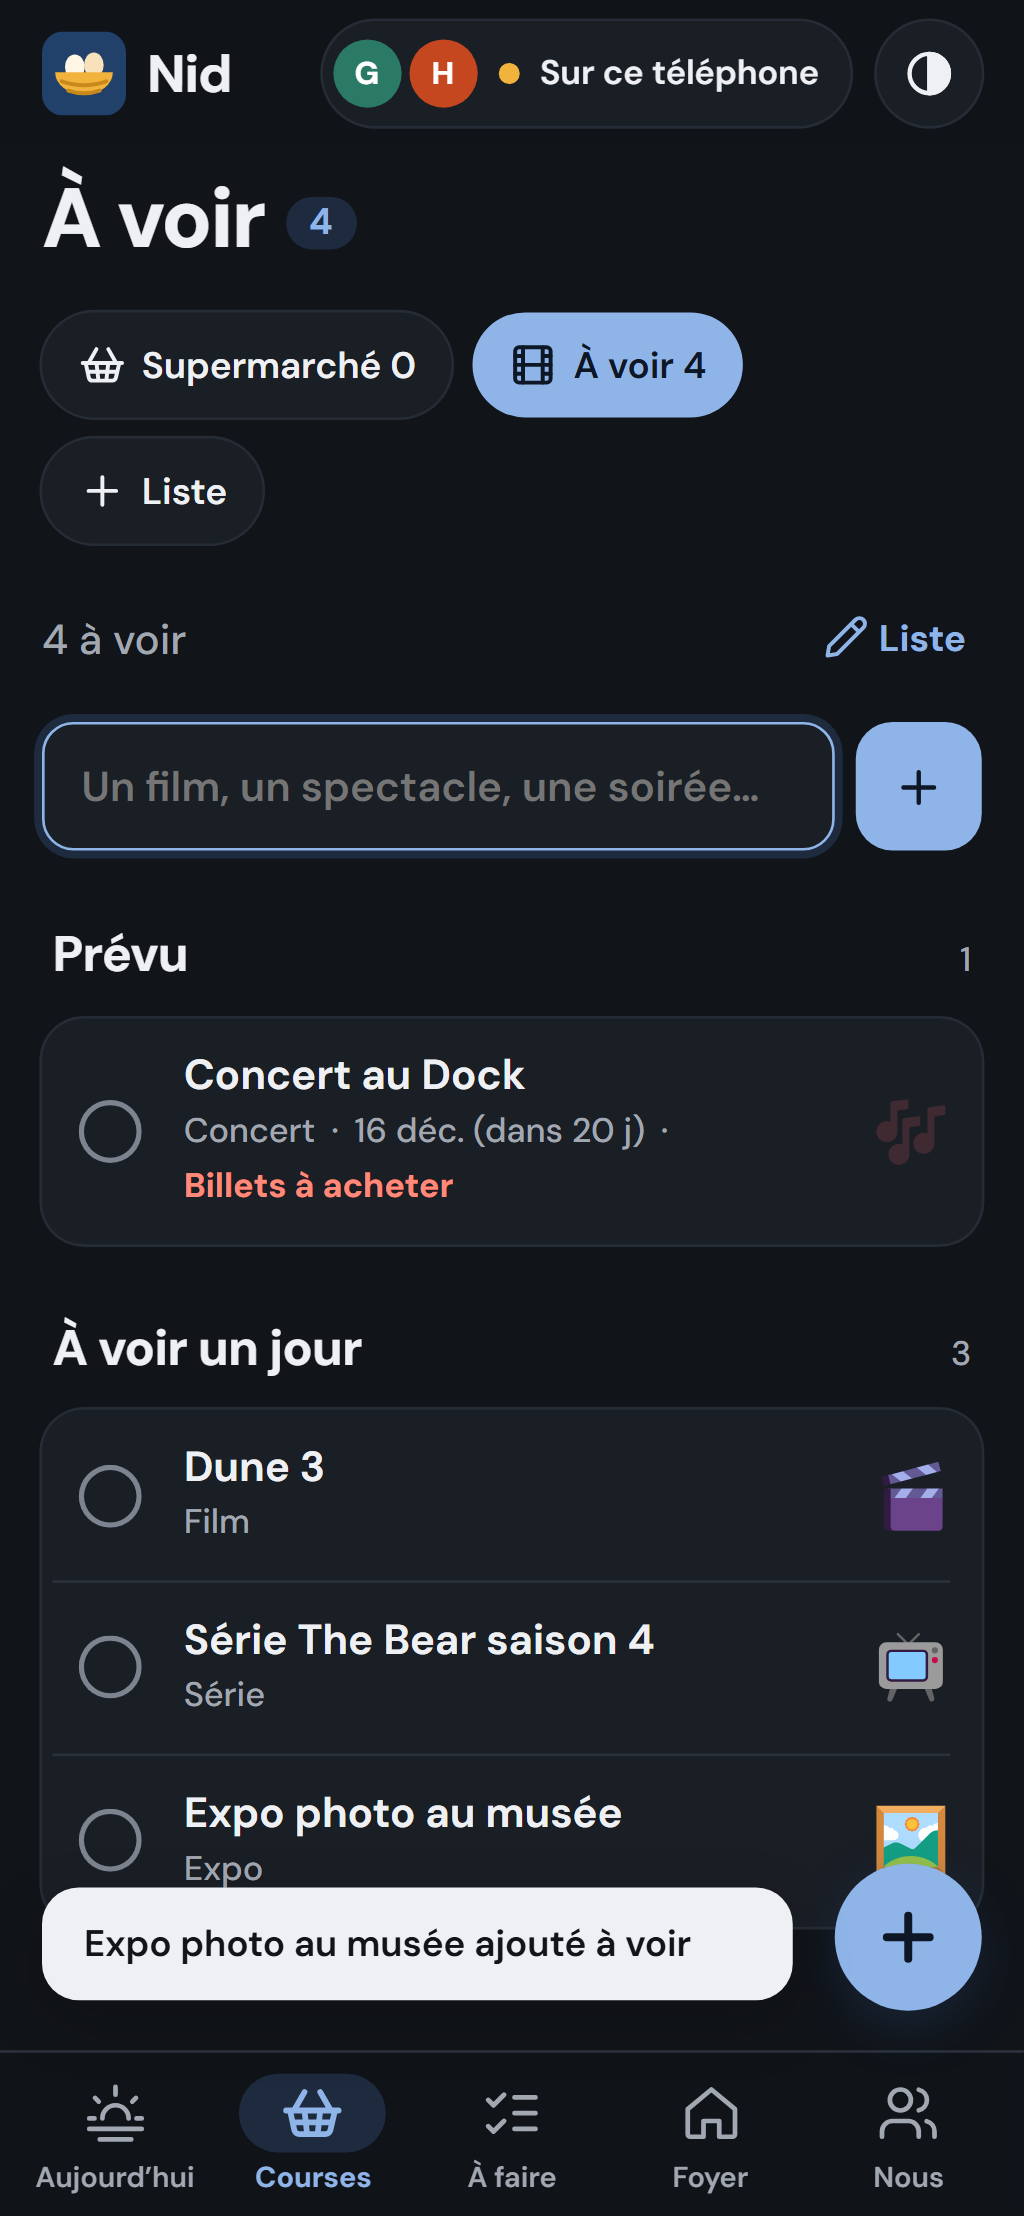 Nid
G H Sur ce téléphone
À voir 4
Supermarché 0
À voir 4
Liste
4 à voir
Liste
Un film, un spectacle, une soirée...
Prévu
1
Concert au Dock
Concert · 16 déc. (dans 20 j) ·
Billets à acheter
À voir un jour
3
Dune 3
Film
Série The Bear saison 4
Série
Expo photo au musée
Expo
Expo photo au musée ajouté à voir
Aujourd’hui
Courses
À faire
Foyer
Nous